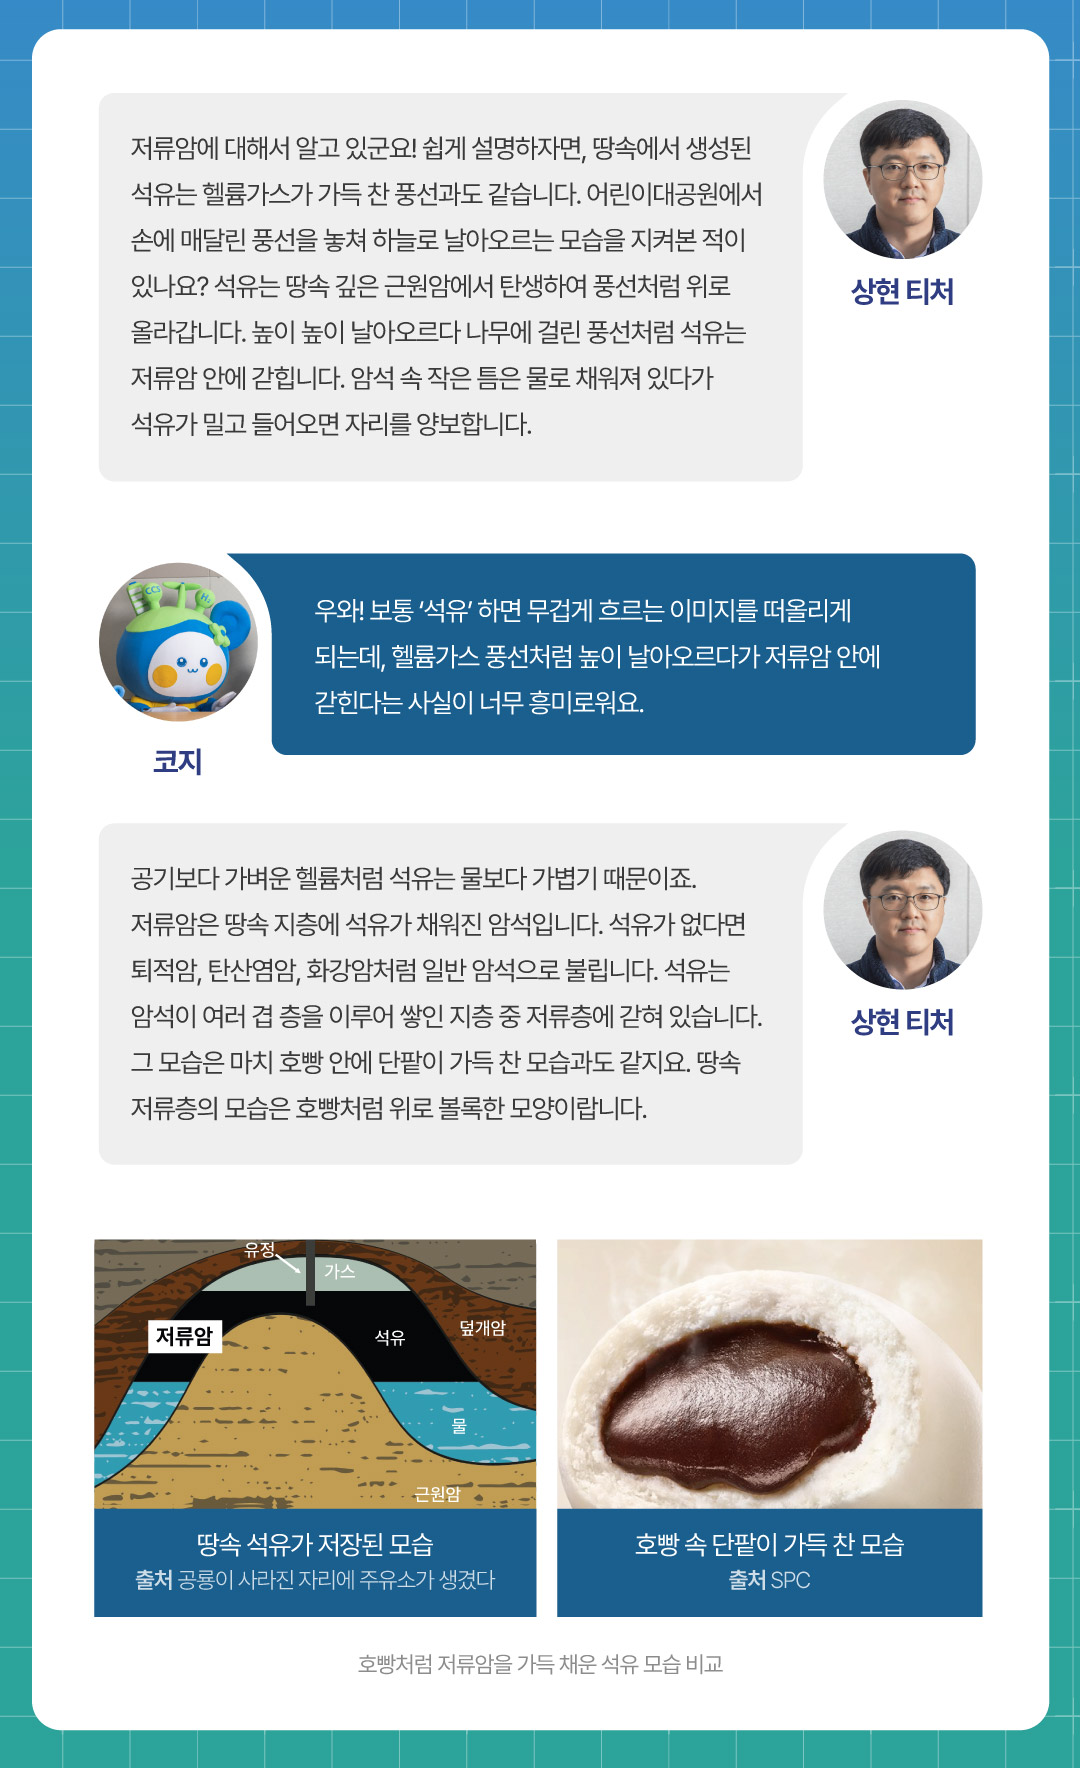 저류암에 대해서 알고 있군요! 쉽게 설명하자면, 땅속에서 생성된
석유는 헬륨가스가 가득 찬 풍선과도 같습니다. 어린이대공원에서
손에 매달린 풍선을 놓쳐 하늘로 날아오르는 모습을 지켜본 적이
있나요? 석유는 땅속 깊은 근원암에서 탄생하여 풍선처럼 위로
올라갑니다. 높이 높이 날아오르다 나무에 걸린 풍선처럼 석유는
저류암 안에 갇힙니다. 암석 속 작은 틈은 물로 채워져 있다가
석유가 밀고 들어오면 자리를 양보합니다.
상현 티처
CCS
H₂
우와! 보통 ‘석유’ 하면 무겁게 흐르는 이미지를 떠올리게
되는데, 헬륨가스 풍선처럼 높이 날아오르다가 저류암 안에
갇힌다는 사실이 너무 흥미로워요.
코지
공기보다 가벼운 헬륨처럼 석유는 물보다 가볍기 때문이죠.
저류암은 땅속 지층에 석유가 채워진 암석입니다. 석유가 없다면
퇴적암, 탄산염암, 화강암처럼 일반 암석으로 불립니다. 석유는
암석이 여러 겹 층을 이루어 쌓인 지층 중 저류층에 갇혀 있습니다.
그 모습은 마치 호빵 안에 단팥이 가득 찬 모습과도 같지요. 땅속
저류층의 모습은 호빵처럼 위로 볼록한 모양이랍니다.
상현 티처
유정
가스
저류암
석유
덮개암
물
근원암
땅속 석유가 저장된 모습
출처 공룡이 사라진 자리에 주유소가 생겼다
호빵 속 단팥이 가득 찬 모습
출처 SPC
호빵처럼 저류암을 가득 채운 석유 모습 비교